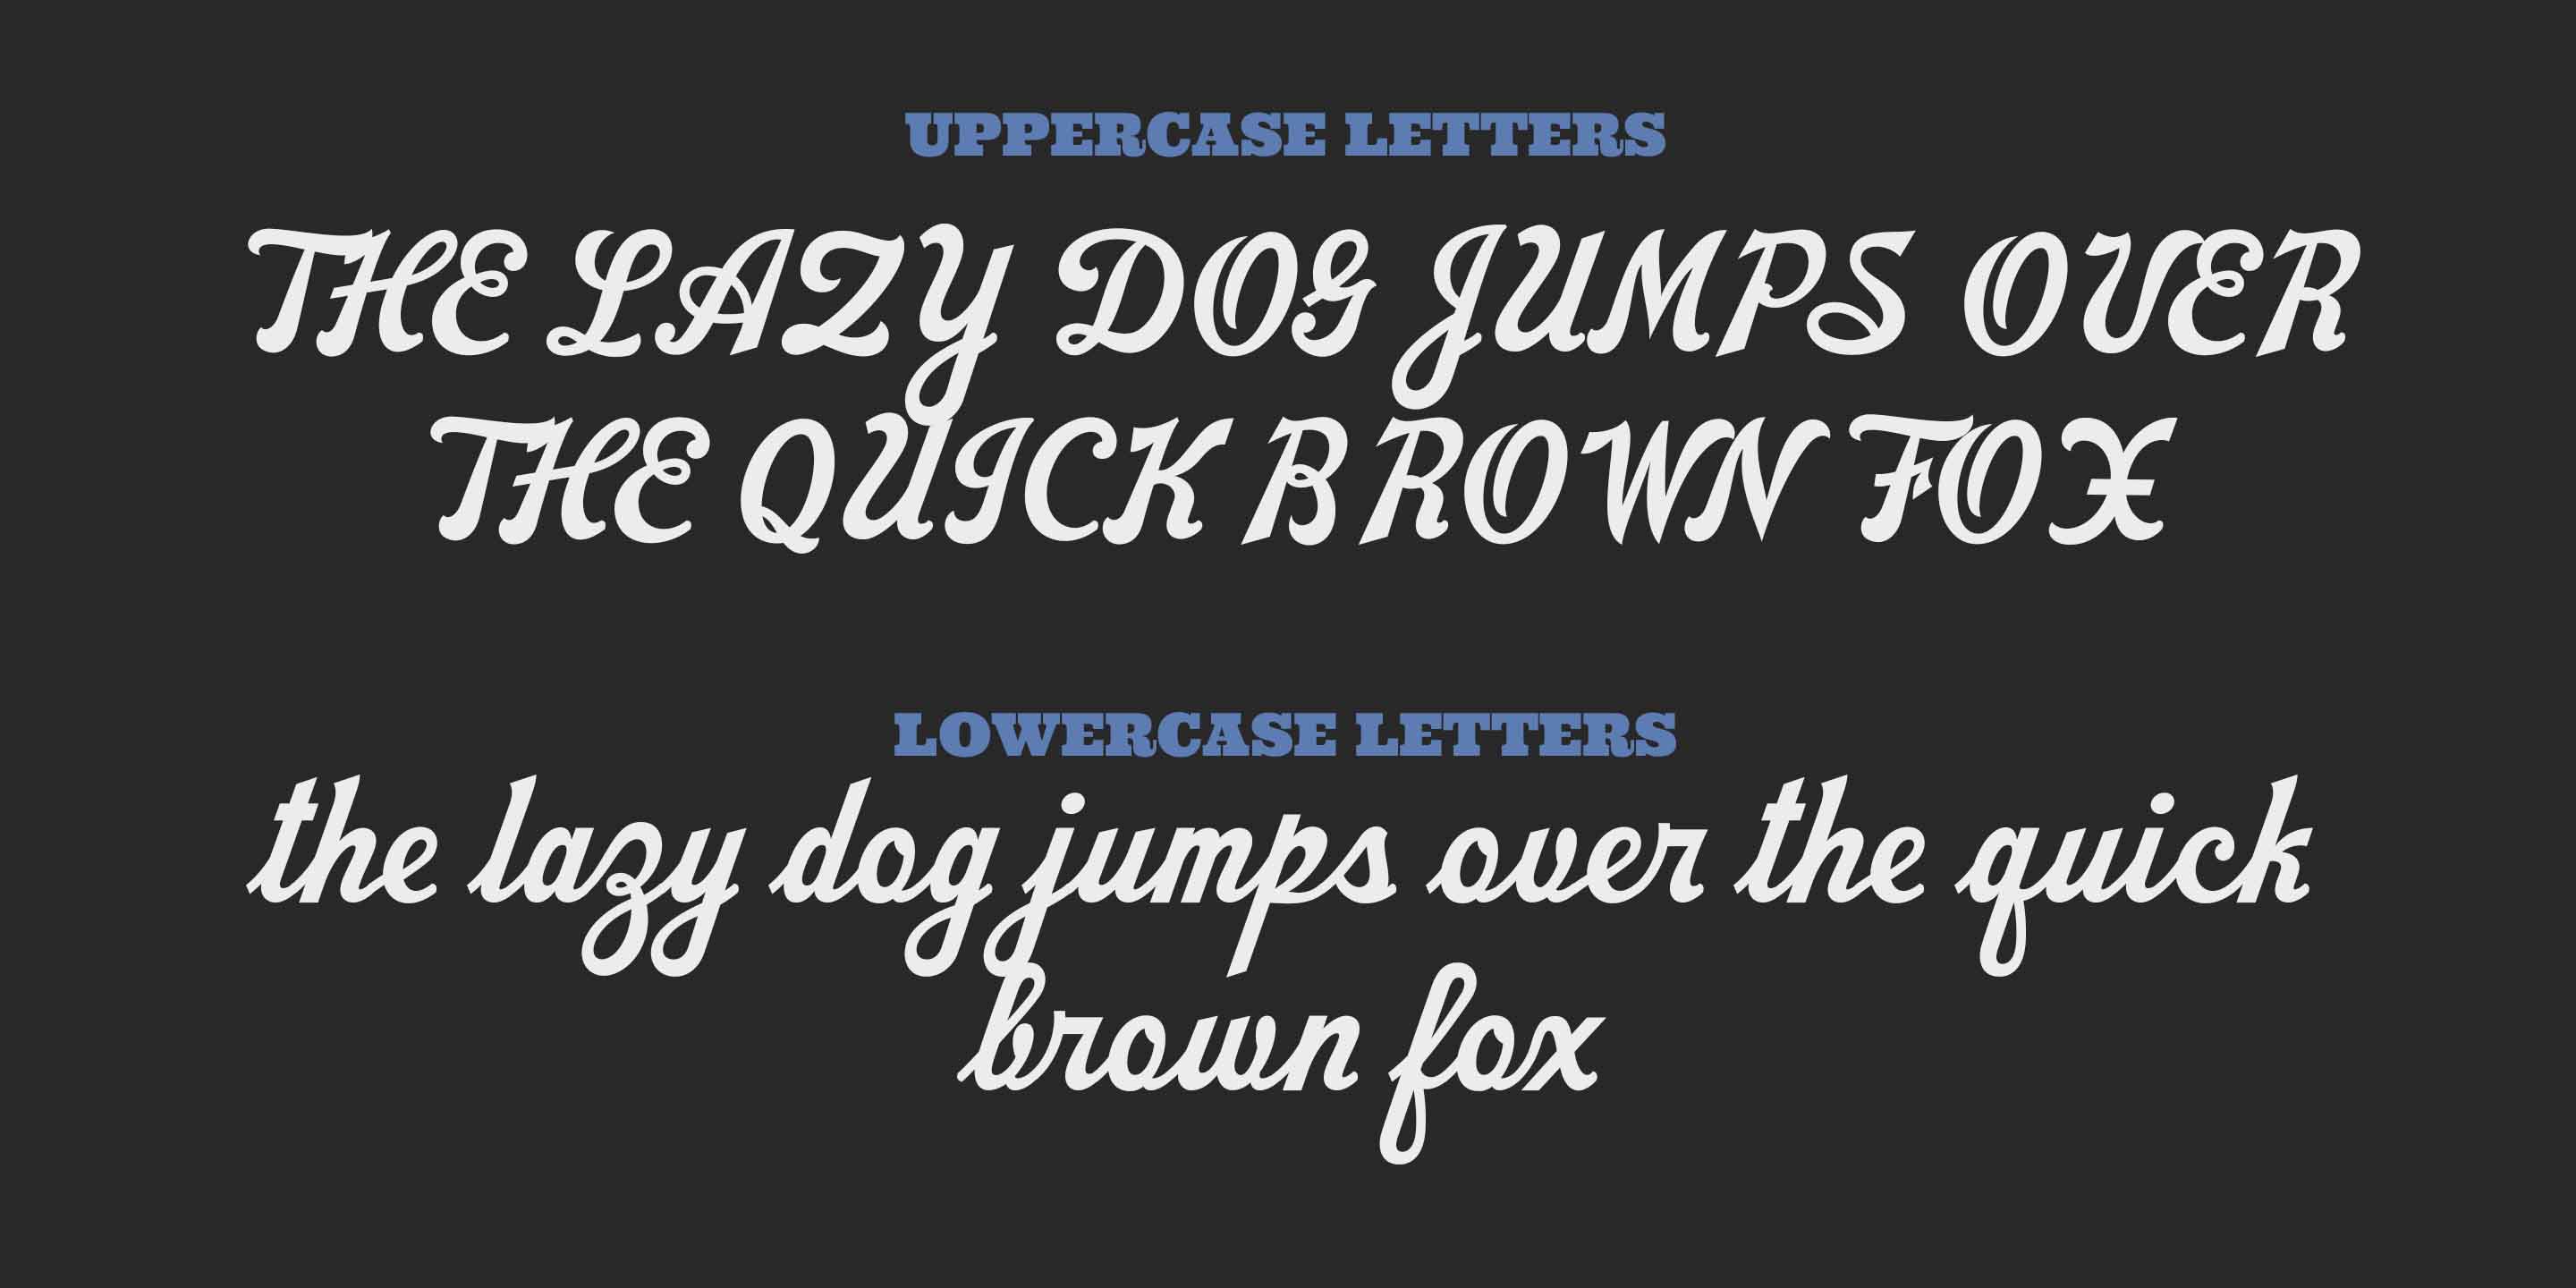 UPPERCASE LETTERS
THE LAZY DOG JUMPS OVER
THE QUICK BROWN FOX
LOWERCASE LETTERS
the lazy dog jumps over the quick
brown fox